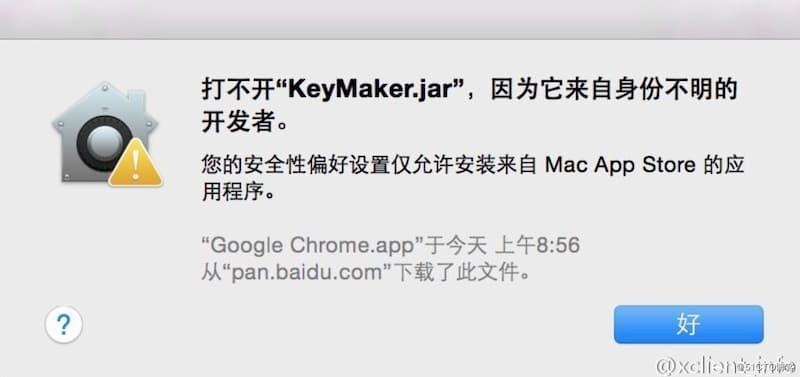 打不开“KeyMaker.jar”，因为它来自身份不明的
开发者。
您的安全性偏好设置仅允许安装来自 Mac App Store 的应
用程序。
“Google Chrome.app”于今天 上午8:56
从“pan.baidu.com”下载了此文件。
?
好
@xclient.info